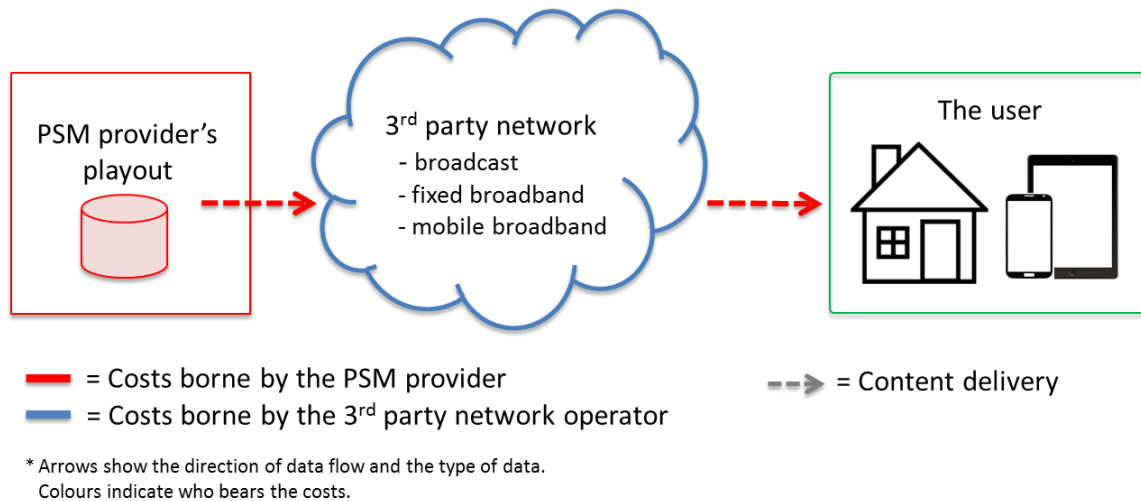 PSM provider's
playout
3rd party network
- broadcast
- fixed broadband
- mobile broadband
The user
= Costs borne by the PSM provider
= Costs borne by the 3rd party network operator
= Content delivery
* Arrows show the direction of data flow and the type of data.
Colours indicate who bears the costs.